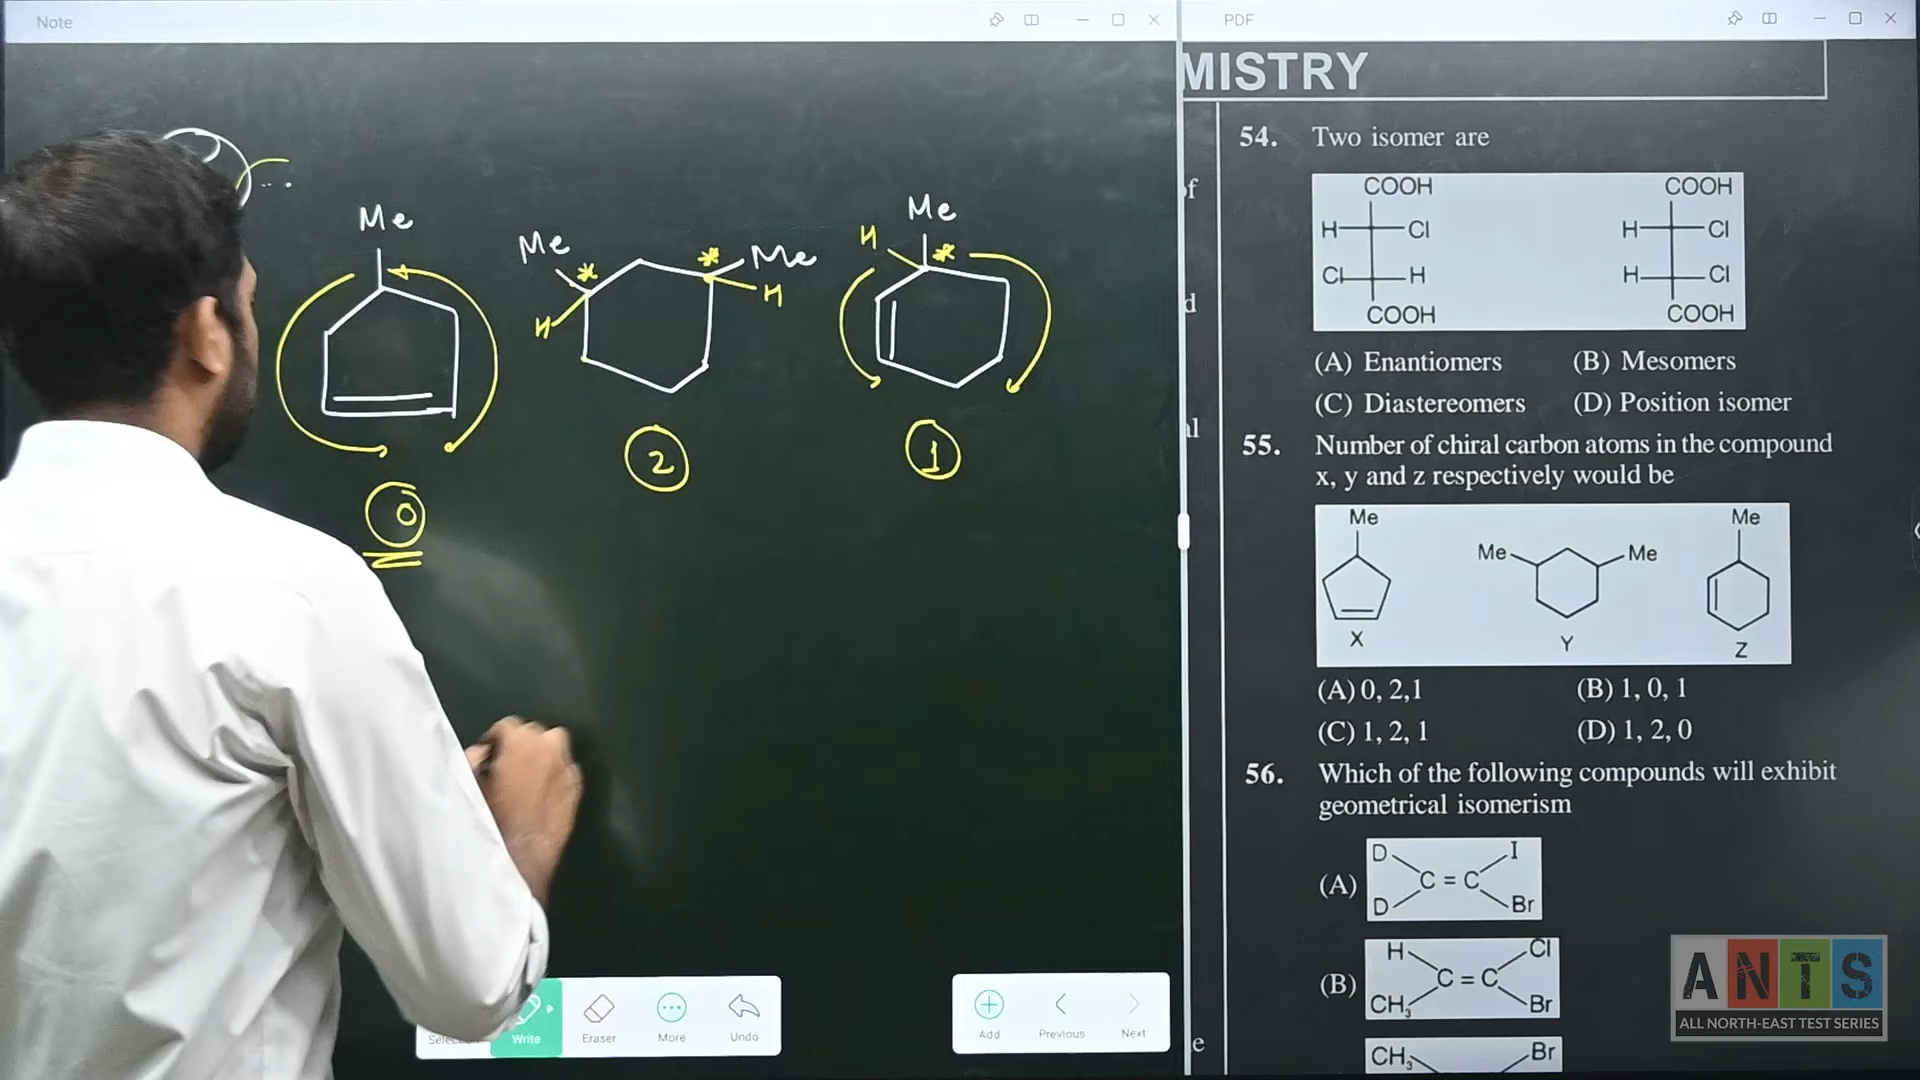 Note
PDF
Me
Me * * Me
H H
H Me *
0
2
1
Selection Write Eraser More Undo
Add Previous Next
MISTRY
of
d
al
e
54. Two isomer are
COOH COOH
H Cl H Cl
Cl H H Cl
COOH COOH
(A) Enantiomers (B) Mesomers
(C) Diastereomers (D) Position isomer
55. Number of chiral carbon atoms in the compound
x, y and z respectively would be
Me Me
Me Me
X Y Z
(A) 0, 2,1 (B) 1, 0, 1
(C) 1, 2, 1 (D) 1, 2, 0
56. Which of the following compounds will exhibit
geometrical isomerism
D I
(A) C = C
D Br
H Cl
(B) C = C
CH3 Br
CH3 Br
ANTS
ALL NORTH-EAST TEST SERIES